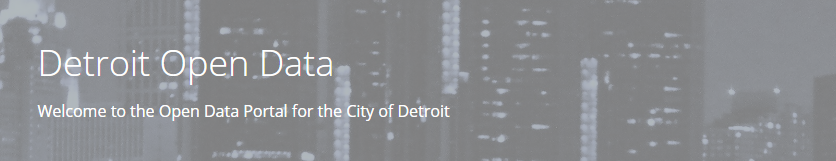 Detroit Open Data
Welcome to the Open Data Portal for the City of Detroit